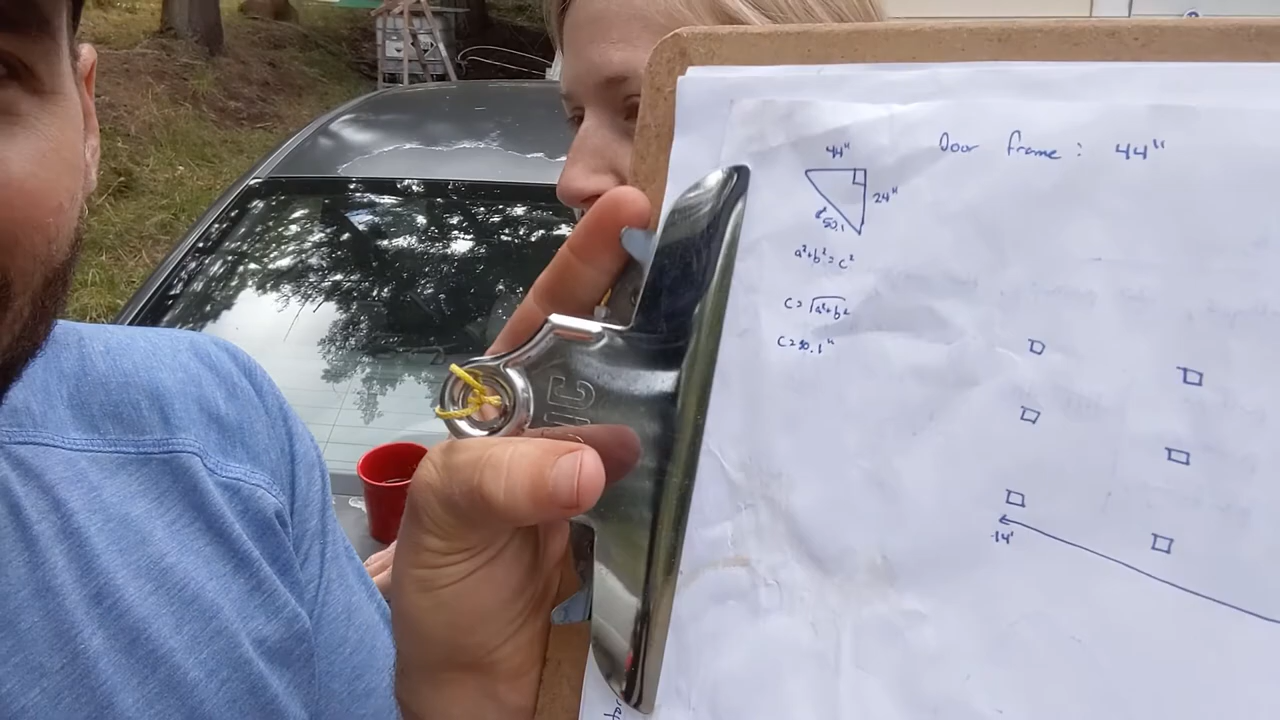 Door frame : 44"
44"
24"
50.1
a²+b²=c²
c=√a²+b²
c=50.1"
14'